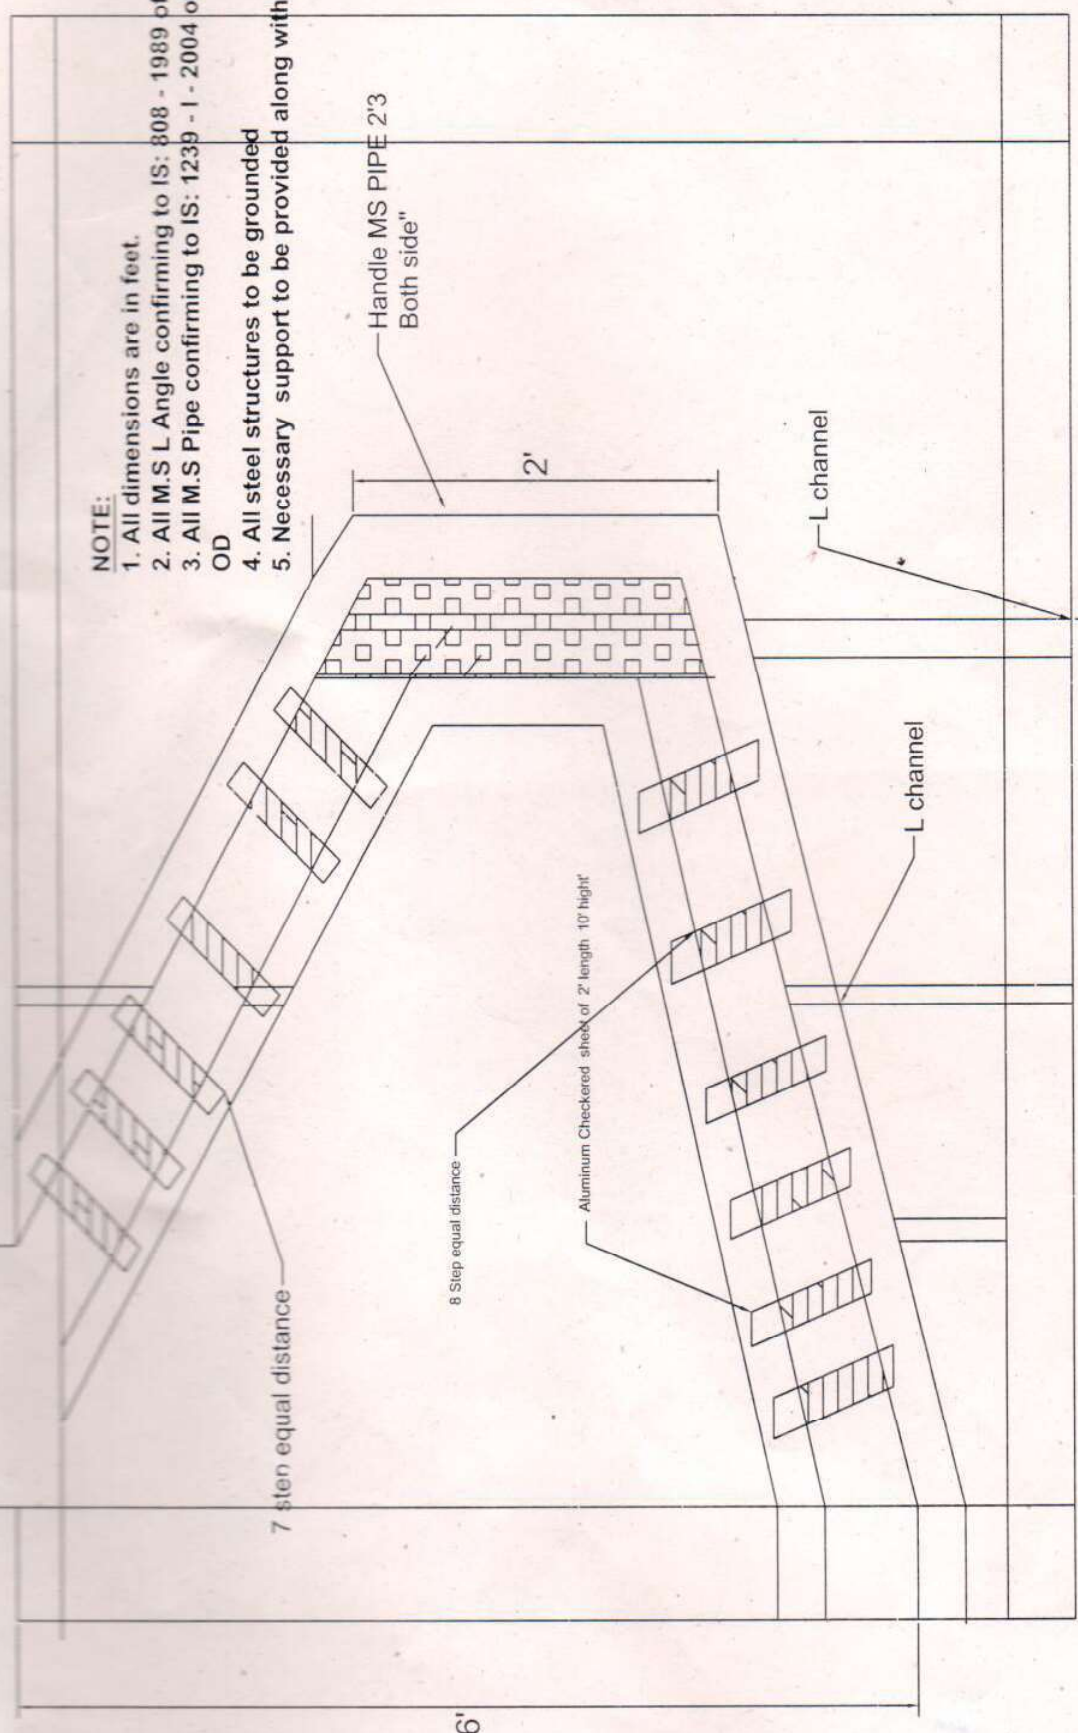 NOTE:
1. All dimensions are in feet.
2. All M.S L Angle confirming to IS: 808 - 1989 of
3. All M.S Pipe confirming to IS: 1239 - I - 2004 o
OD
4. All steel structures to be grounded
5. Necessary support to be provided along with
Handle MS PIPE 2'3
Both side"
2'
L channel
L channel
7 sten equal distance
8 Step equal distance
Aluminum Checkered sheet of 2' length 10' hight'
6'